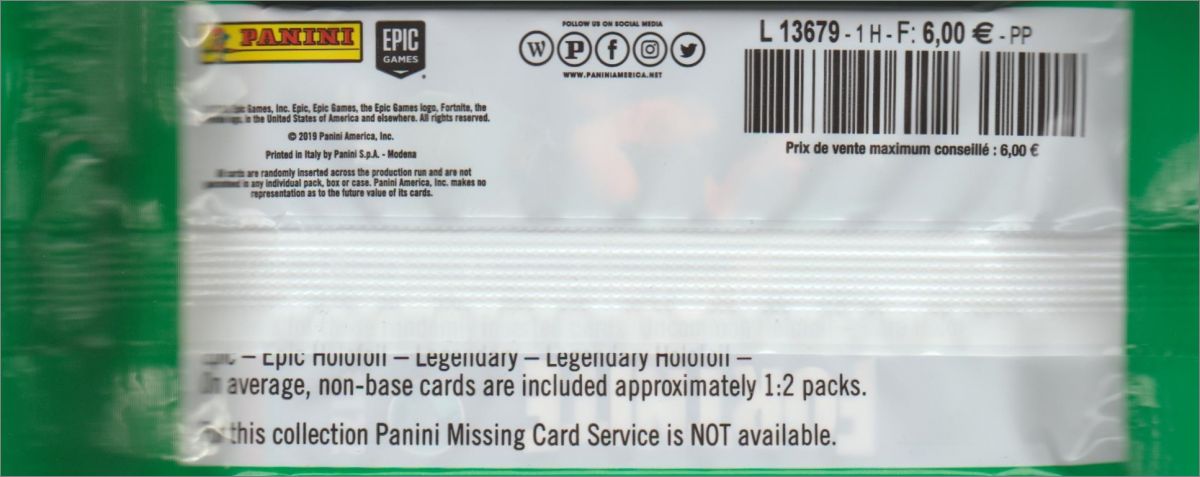 PANINI
EPIC
GAMES
FOLLOW US ON SOCIAL MEDIA
WWW.PANINIAMERICA.NET
L 13679 - 1 H - F: 6,00 € - PP
Prix de vente maximum conseillé : 6,00 €
Games, Inc. Epic, Epic Games, the Epic Games logo, Fortnite, the
in the United States of America and elsewhere. All rights reserved.
© 2019 Panini America, Inc.
Printed in Italy by Panini S.p.A. - Modena
cards are randomly inserted across the production run and are not
in any individual pack, box or case. Panini America, Inc. makes no
representation as to the future value of its cards.
– Epic Holofoil – Legendary – Legendary Holofoil –
On average, non-base cards are included approximately 1:2 packs.
this collection Panini Missing Card Service is NOT available.